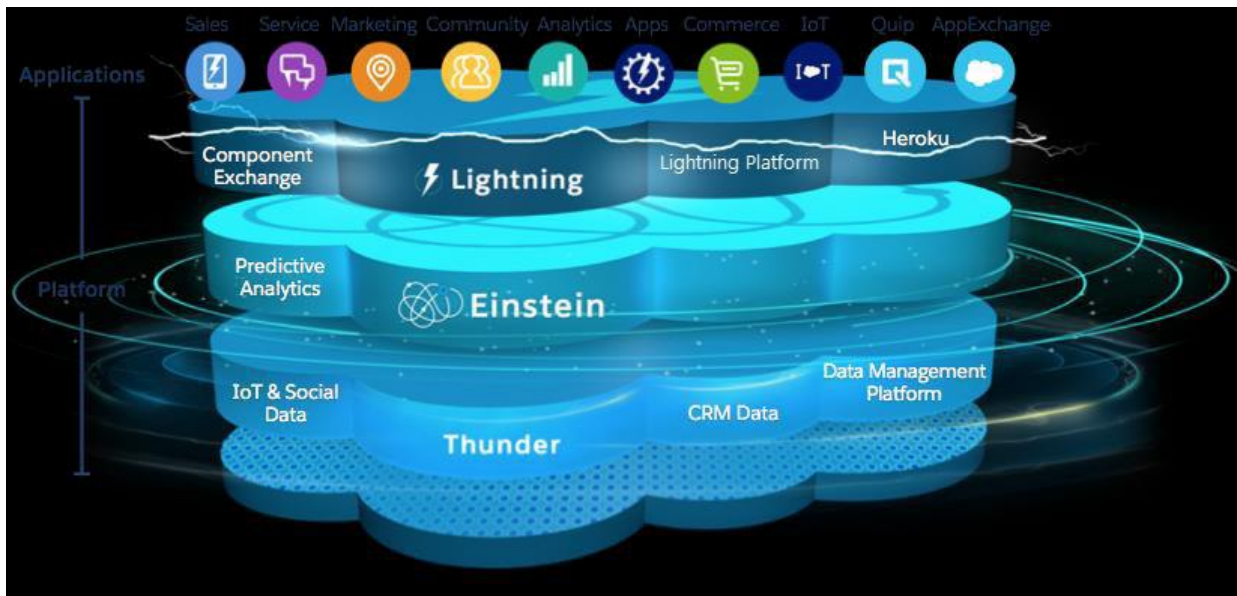 Sales Service Marketing Community Analytics Apps Commerce IoT Quip AppExchange
Applications
I T
Q
Component
Exchange
Lightning
Lightning Platform
Heroku
Platform
Predictive
Analytics
Einstein
IoT & Social
Data
Thunder
CRM Data
Data Management
Platform